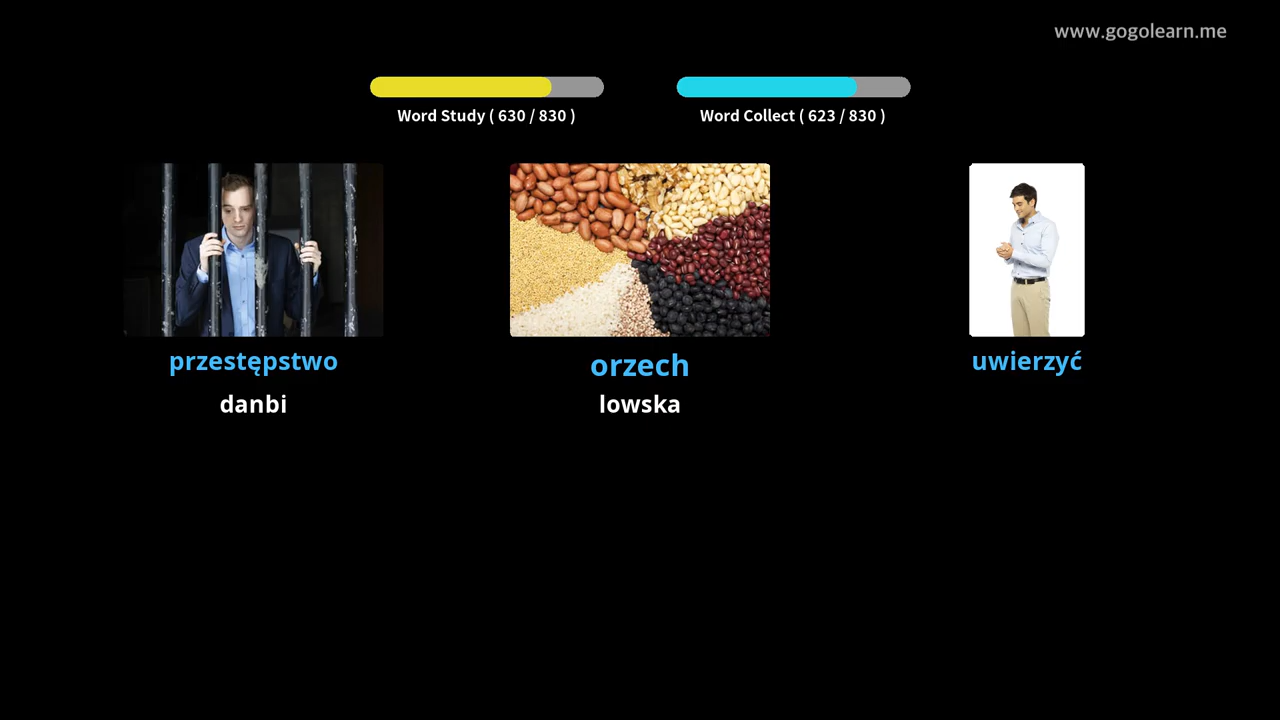 www.gogolearn.me
Word Study ( 630 / 830 )
Word Collect ( 623 / 830 )
przestępstwo
orzech
uwierzyć
danbi
lowska